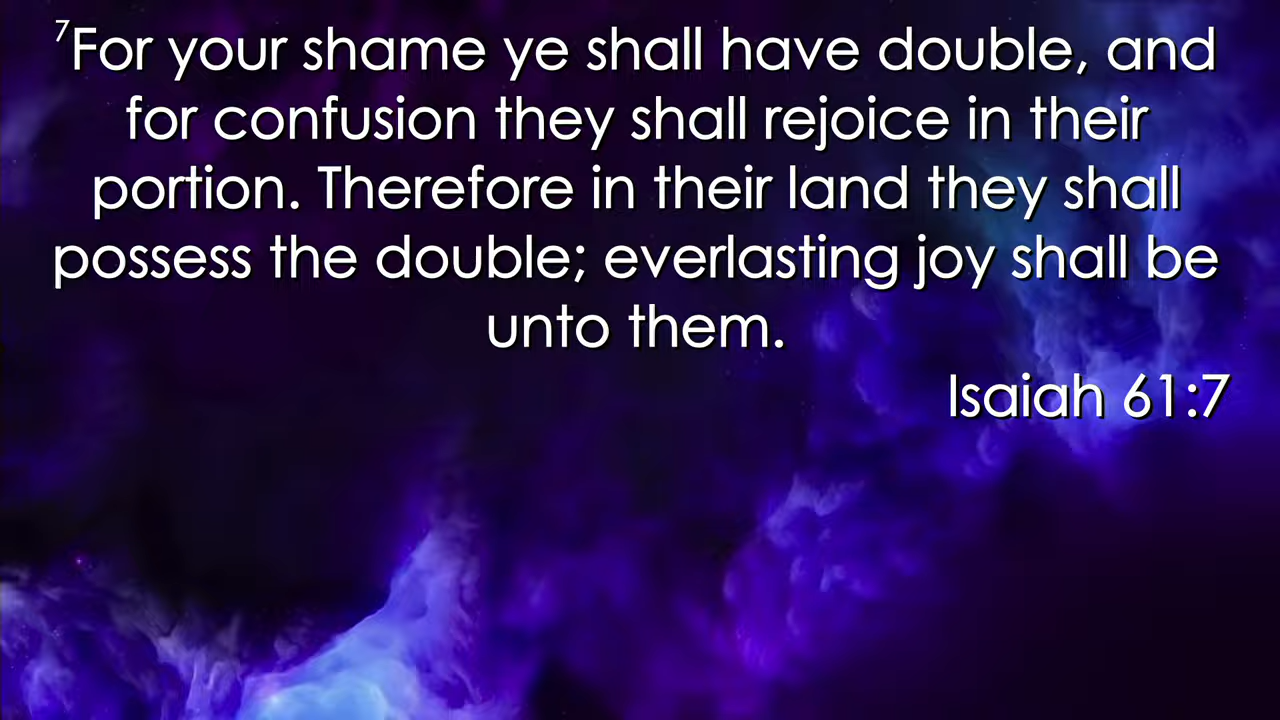 ⁷For your shame ye shall have double, and
for confusion they shall rejoice in their
portion. Therefore in their land they shall
possess the double; everlasting joy shall be
unto them.
Isaiah 61:7